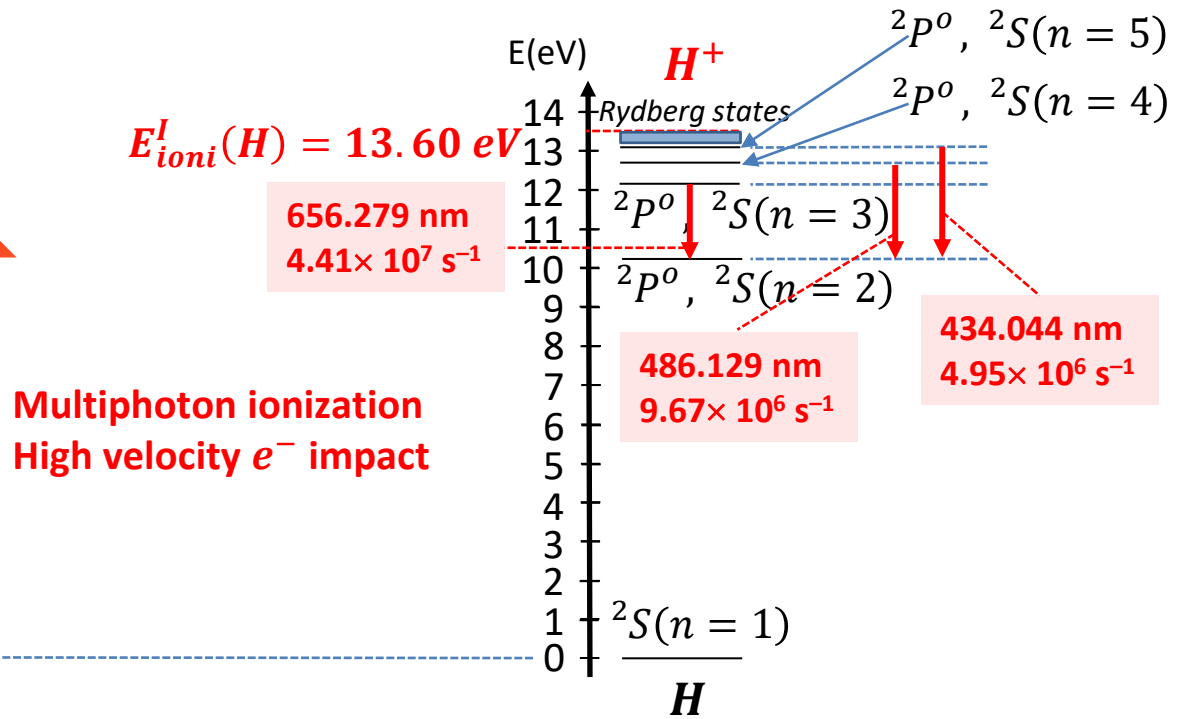 ²Pᵒ, ²S(n = 5)
E(eV)
H⁺
²Pᵒ, ²S(n = 4)
14
Rydberg states
E^I_ioni(H) = 13.60 eV
13
12
656.279 nm
4.41× 10⁷ s⁻¹
²Pᵒ, ²S(n = 3)
11
10
²Pᵒ, ²S(n = 2)
9
434.044 nm
4.95× 10⁶ s⁻¹
8
486.129 nm
9.67× 10⁶ s⁻¹
7
Multiphoton ionization
High velocity e⁻ impact
6
5
4
3
2
1
²S(n = 1)
0
H